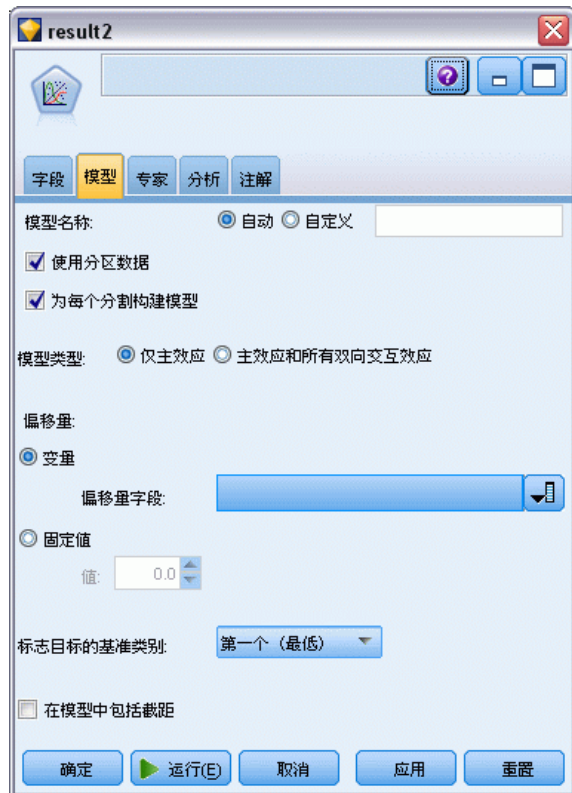 result2
字段 模型 专家 分析 注解
模型名称: 自动 自定义
使用分区数据
为每个分割构建模型
模型类型: 仅主效应 主效应和所有双向交互效应
偏移量:
变量
偏移量字段:
固定值
值: 0.0
标志目标的基准类别: 第一个（最低）
在模型中包括截距
确定 运行(E) 取消 应用 重置